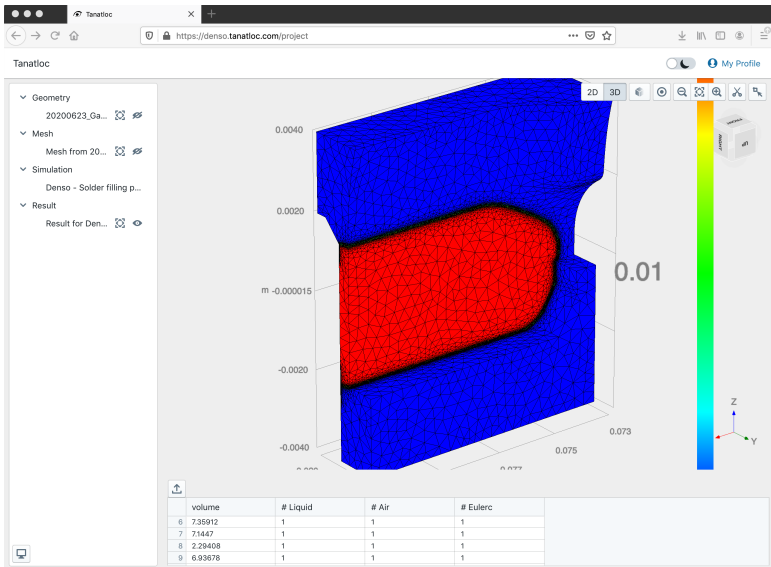 Tanatloc
https://denso.tanatloc.com/project
Tanatloc
My Profile
Geometry
20200623_Ga...
Mesh
Mesh from 20...
Simulation
Denso - Solder filling p...
Result
Result for Den...
2D 3D
RIGHT
UP
0.0040
0.0020
m -0.000015
-0.0020
-0.0040
0.01
0.073
0.075
0.077
Z
Y
volume # Liquid # Air # Eulerc
6 7.35912 1 1 1
7 7.1447 1 1 1
8 2.29408 1 1 1
9 6.93678 1 1 1